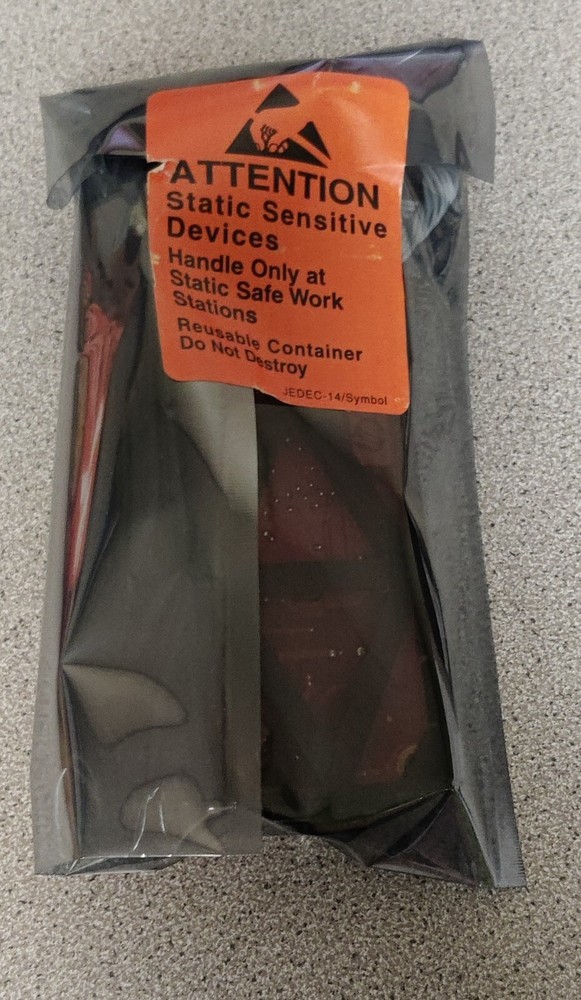 ATTENTION
Static Sensitive
Devices
Handle Only at
Static Safe Work
Stations
Reusable Container
Do Not Destroy
JEDEC-14/Symbol